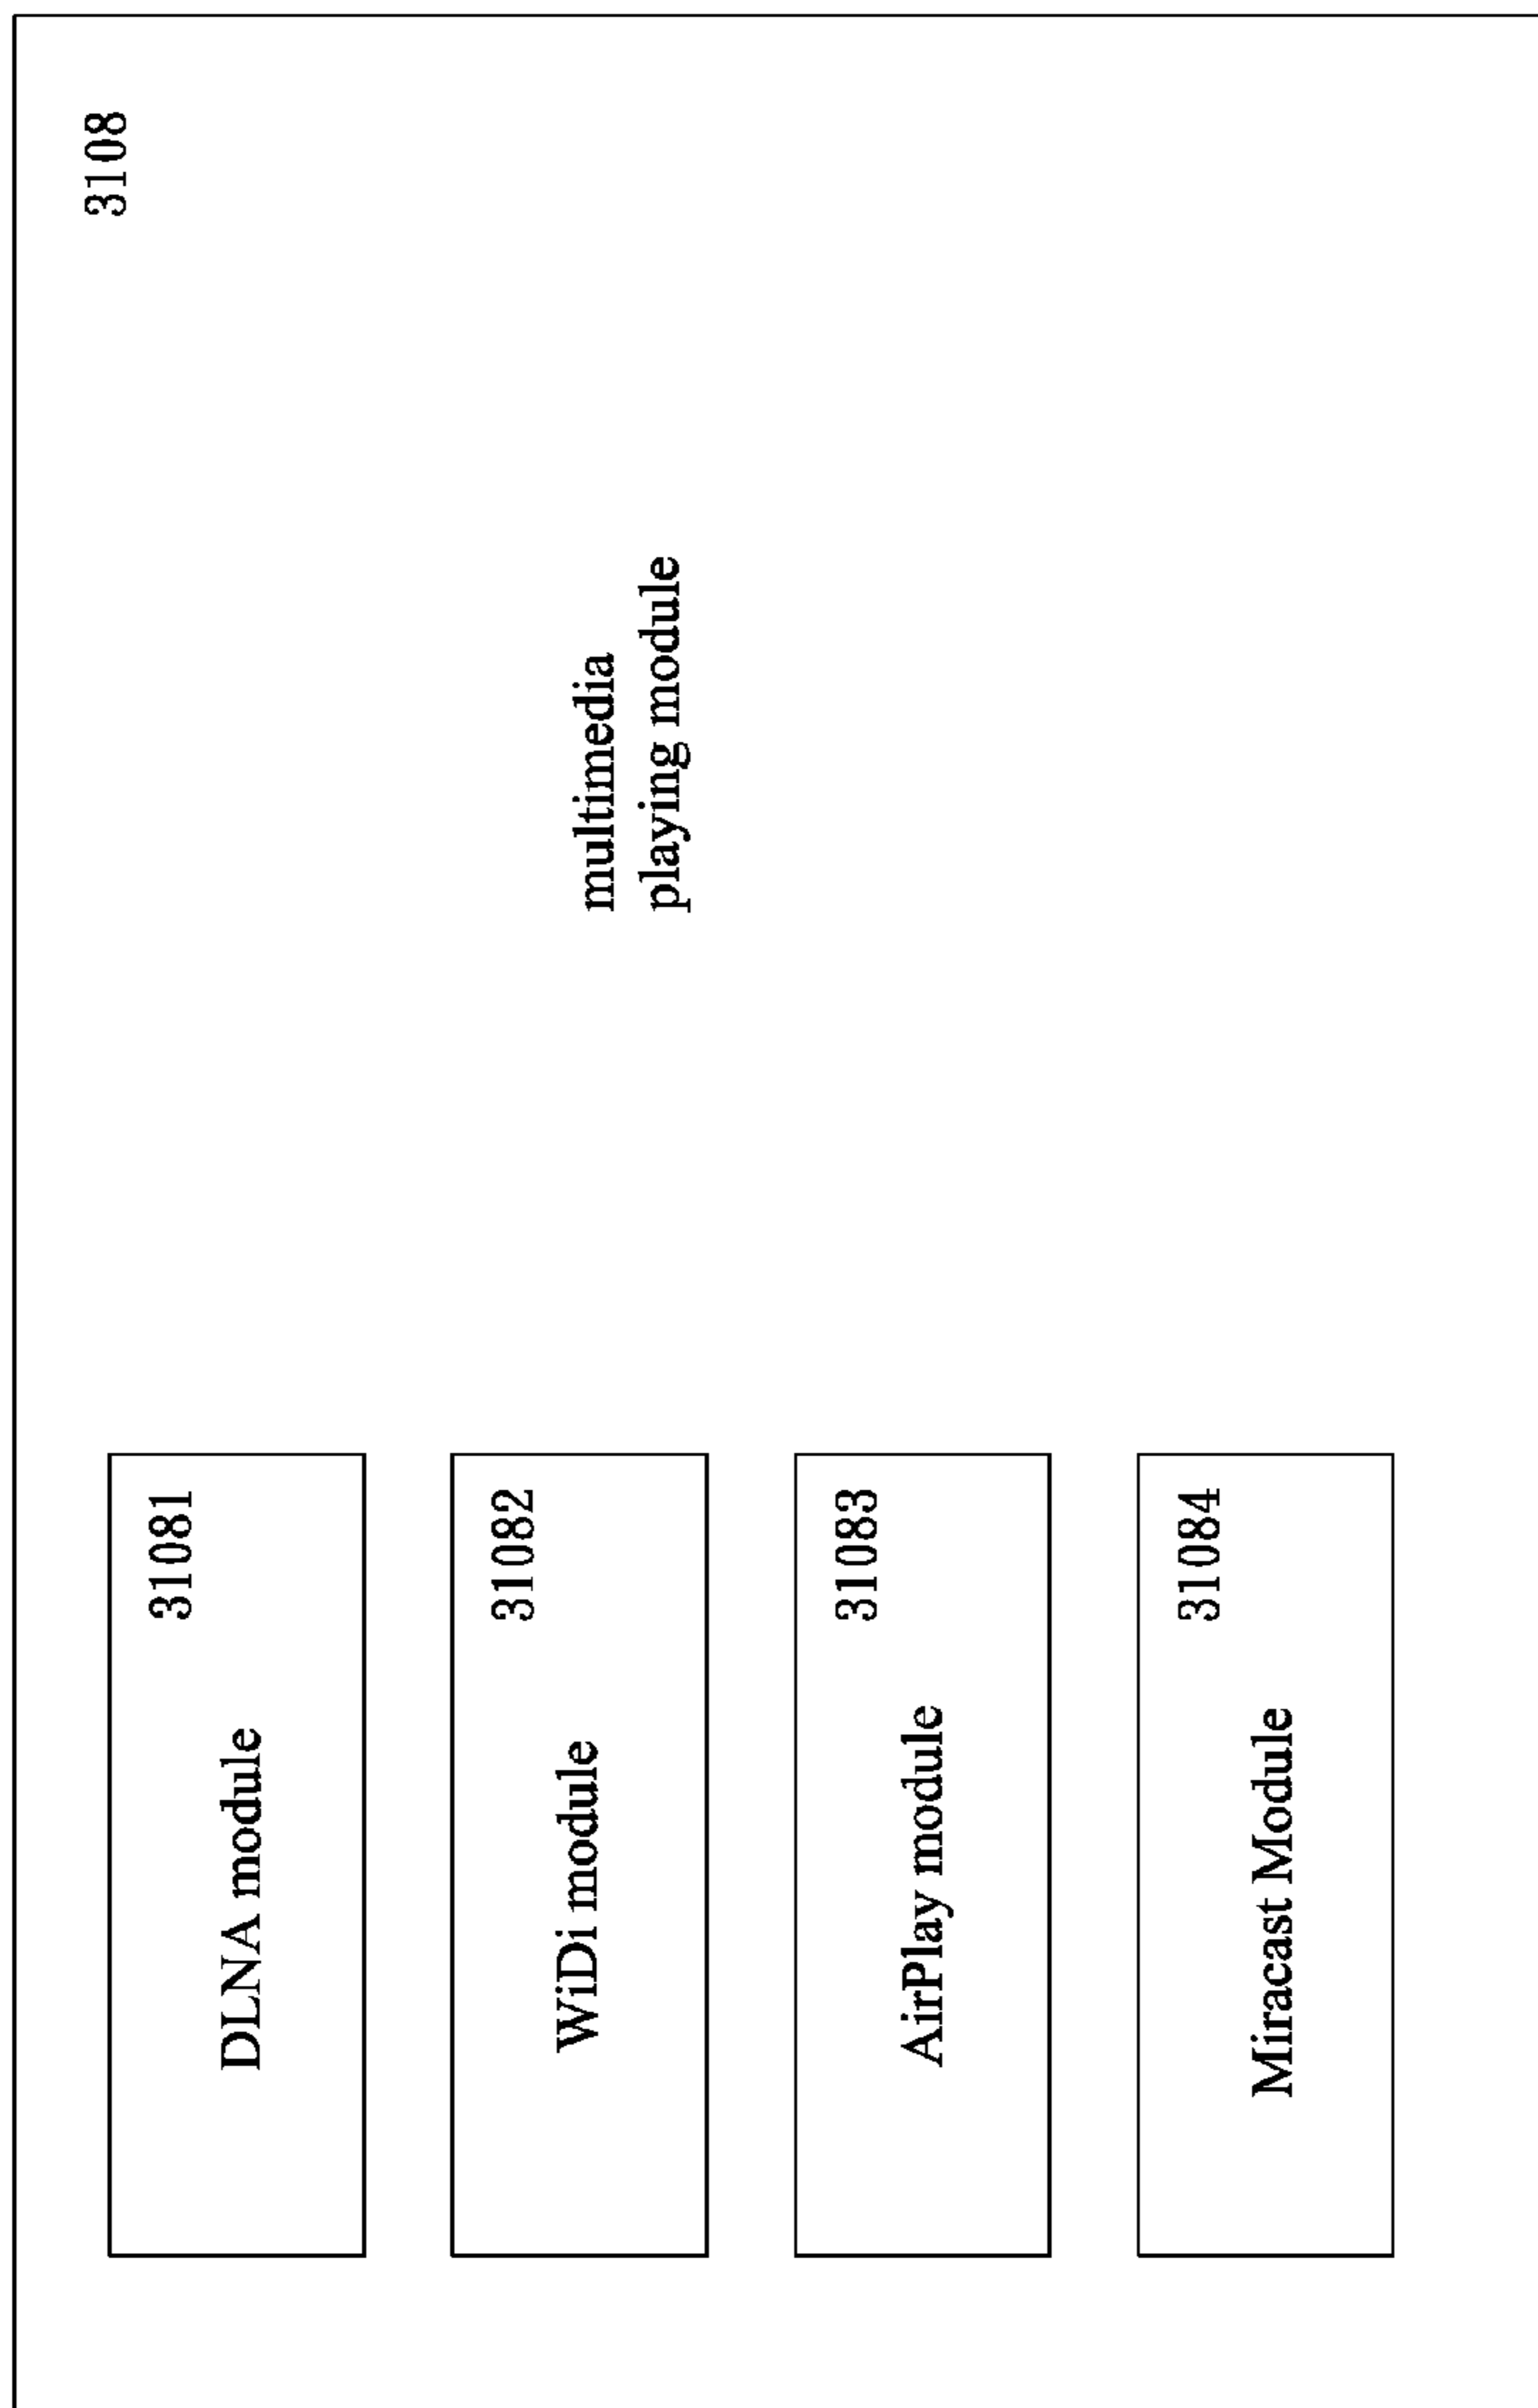 3108
multimedia
playing module
31081
DLNA module
31082
WiDi module
31083
AirPlay module
31084
Miracast Module